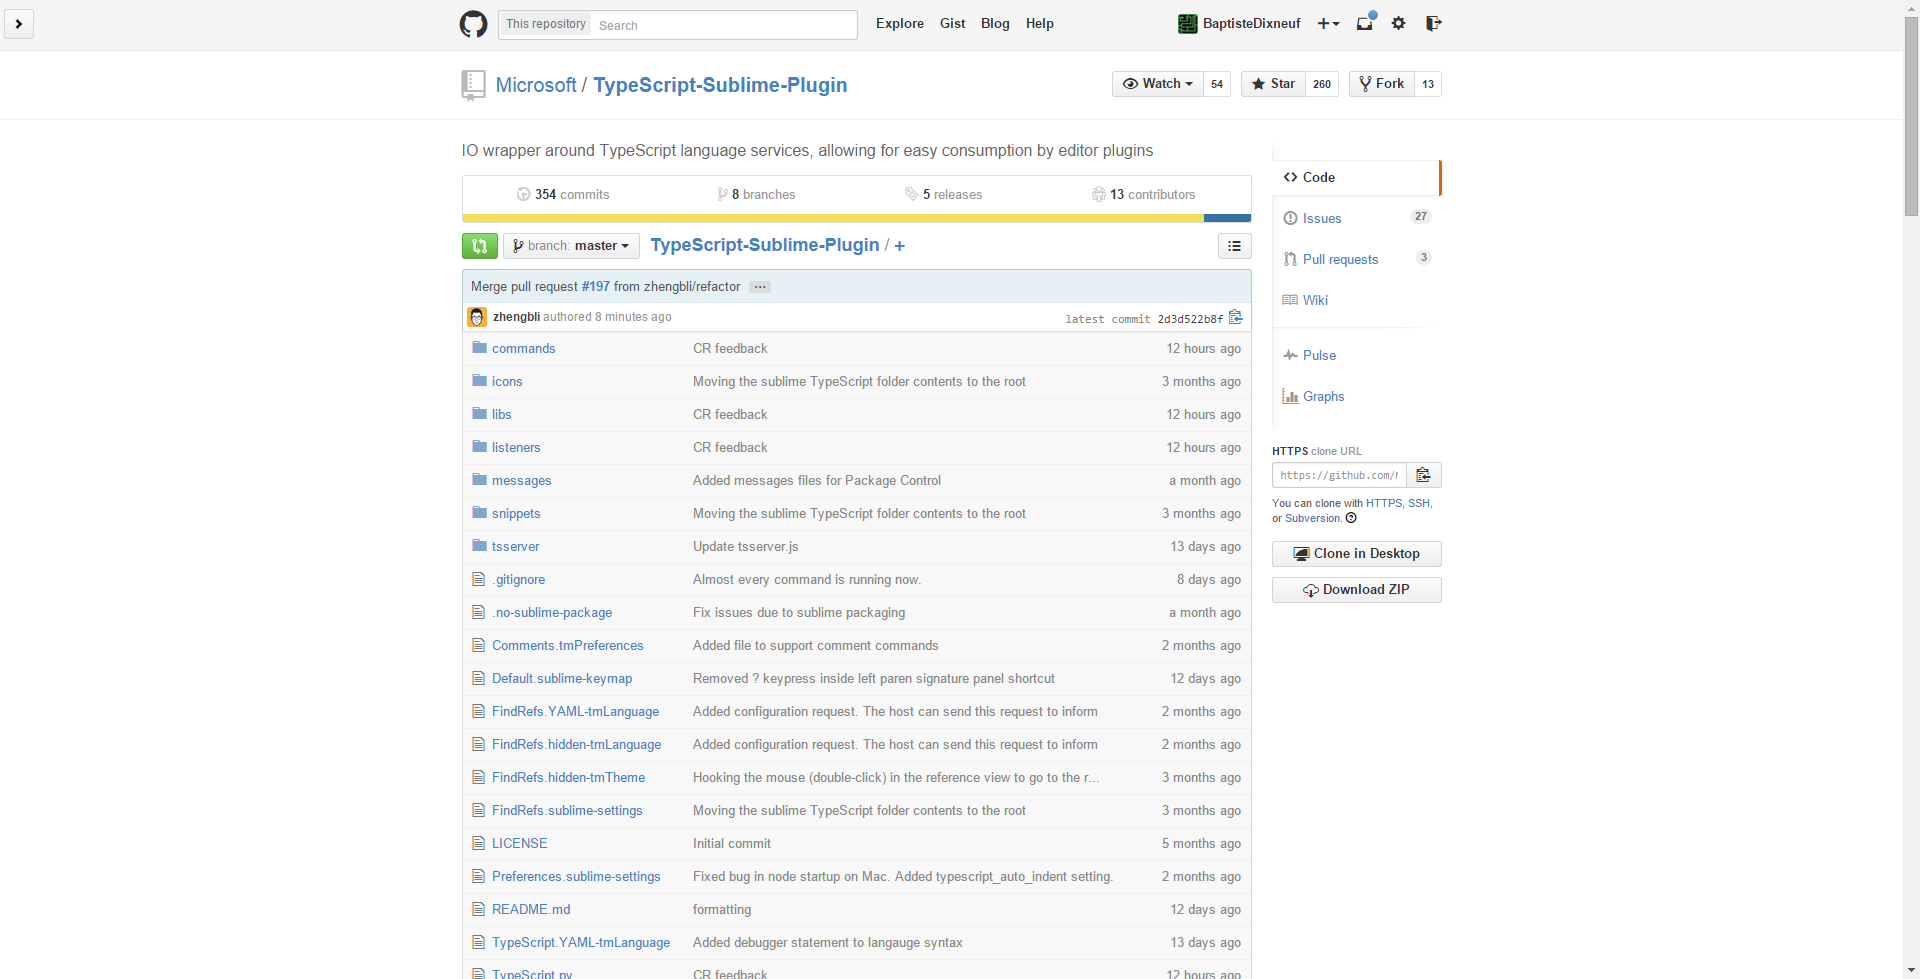 This repository Search Explore Gist Blog Help BaptisteDixneuf
Microsoft / TypeScript-Sublime-Plugin Watch 54 Star 260 Fork 13
IO wrapper around TypeScript language services, allowing for easy consumption by editor plugins
354 commits 8 branches 5 releases 13 contributors
branch: master TypeScript-Sublime-Plugin / +
Merge pull request #197 from zhengbli/refactor ...
zhengbli authored 8 minutes ago latest commit 2d3d522b8f
commands CR feedback 12 hours ago
icons Moving the sublime TypeScript folder contents to the root 3 months ago
libs CR feedback 12 hours ago
listeners CR feedback 12 hours ago
messages Added messages files for Package Control a month ago
snippets Moving the sublime TypeScript folder contents to the root 3 months ago
tsserver Update tsserver.js 13 days ago
.gitignore Almost every command is running now. 8 days ago
.no-sublime-package Fix issues due to sublime packaging a month ago
Comments.tmPreferences Added file to support comment commands 2 months ago
Default.sublime-keymap Removed ? keypress inside left paren signature panel shortcut 12 days ago
FindRefs.YAML-tmLanguage Added configuration request. The host can send this request to inform 2 months ago
FindRefs.hidden-tmLanguage Added configuration request. The host can send this request to inform 2 months ago
FindRefs.hidden-tmTheme Hooking the mouse (double-click) in the reference view to go to the r... 3 months ago
FindRefs.sublime-settings Moving the sublime TypeScript folder contents to the root 3 months ago
LICENSE Initial commit 5 months ago
Preferences.sublime-settings Fixed bug in node startup on Mac. Added typescript_auto_indent setting. 2 months ago
README.md formatting 12 days ago
TypeScript.YAML-tmLanguage Added debugger statement to langauge syntax 13 days ago
TypeScript.py CR feedback 12 hours ago
Code
Issues 27
Pull requests 3
Wiki
Pulse
Graphs
HTTPS clone URL
https://github.com/
You can clone with HTTPS, SSH,
or Subversion.
Clone in Desktop
Download ZIP